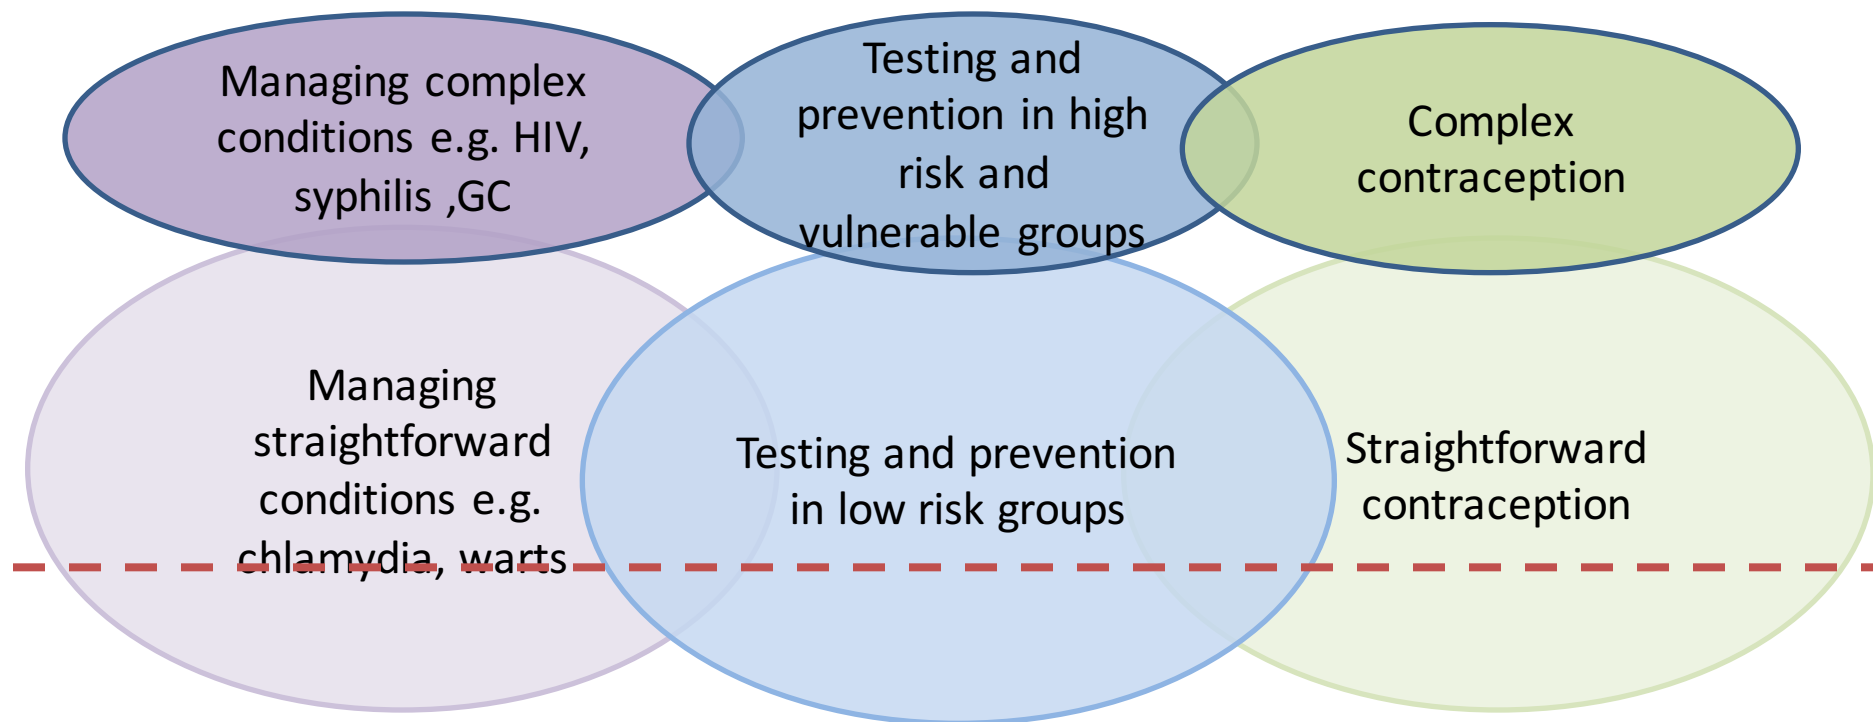 Managing complex
conditions e.g. HIV,
syphilis ,GC
Testing and
prevention in high
risk and
vulnerable groups
Complex
contraception
Managing
straightforward
conditions e.g.
chlamydia, warts
Testing and prevention
in low risk groups
Straightforward
contraception